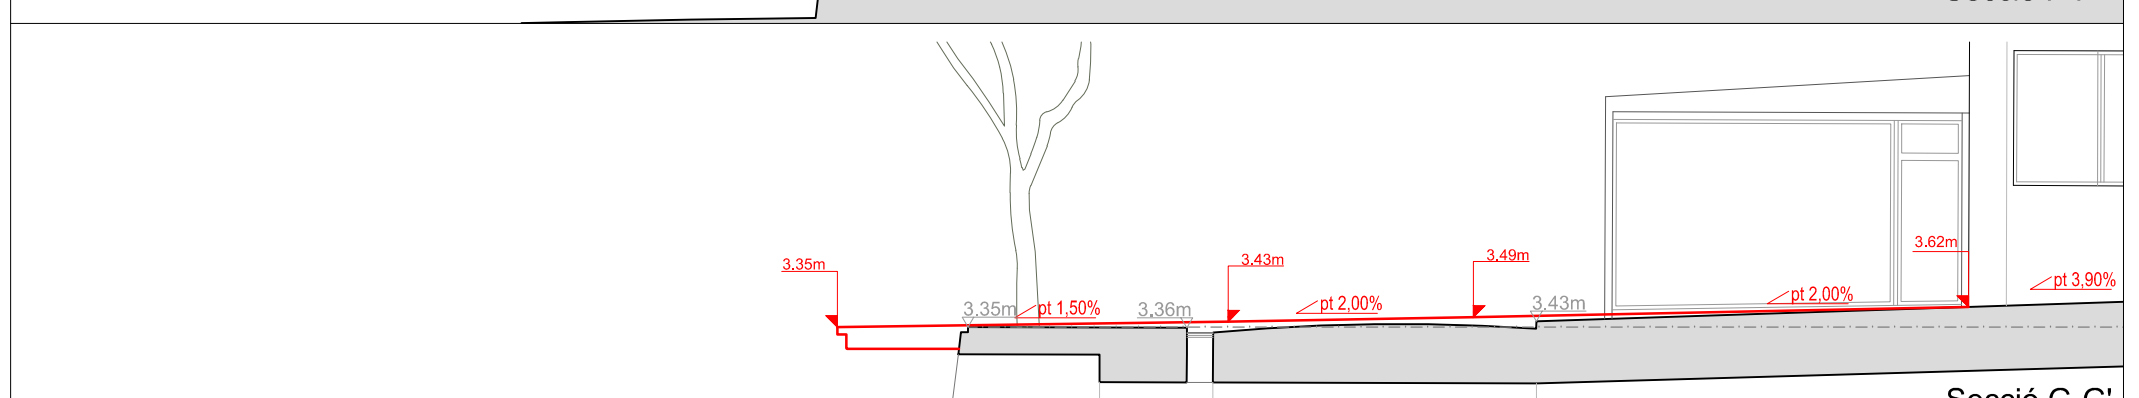 3.62m
3.49m
3.43m
3.35m
pt 3,90%
pt 2,00%
pt 2,00%
3.35m
pt 1,50%
3.36m
3.43m
Secció G-G'